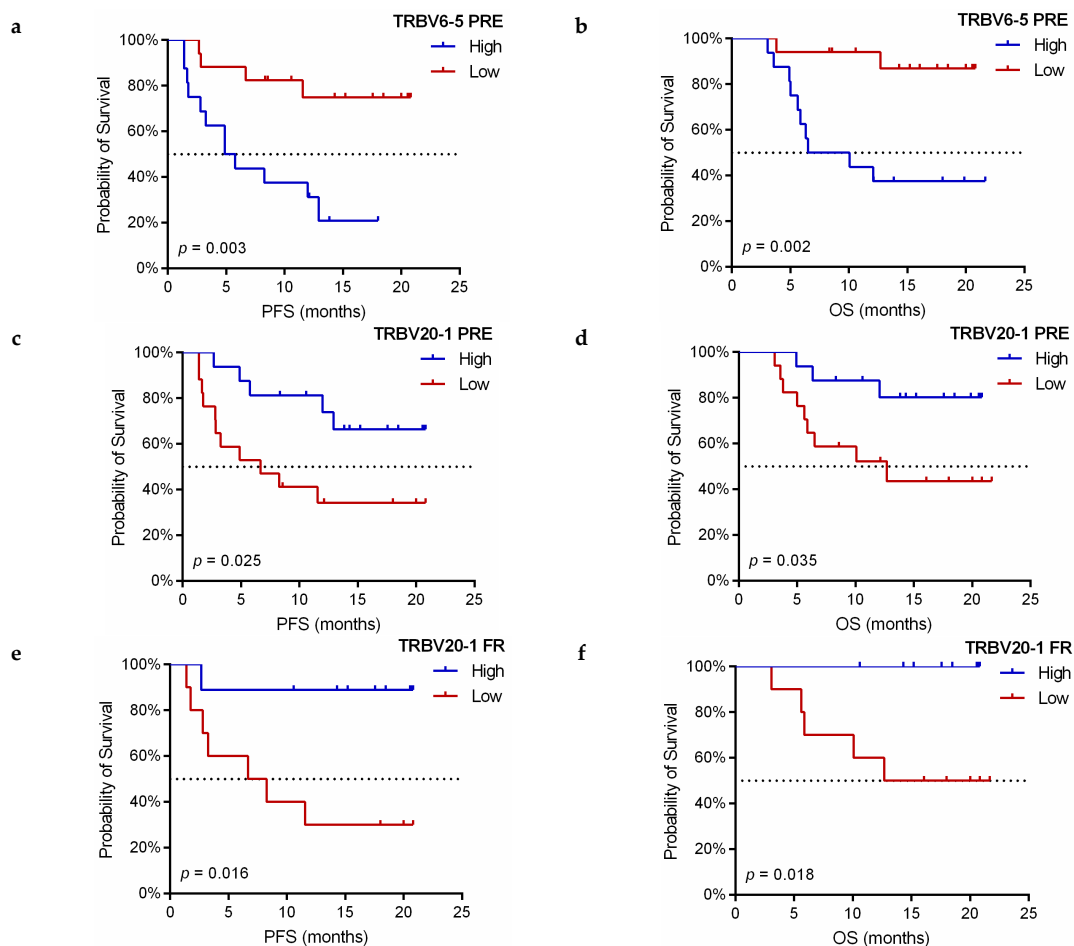 a
TRBV6-5 PRE
High
Low
100%
80%
60%
40%
20%
0%
Probability of Survival
p = 0.003
0 5 10 15 20 25
PFS (months)
b
TRBV6-5 PRE
High
Low
100%
80%
60%
40%
20%
0%
Probability of Survival
p = 0.002
0 5 10 15 20 25
OS (months)
c
TRBV20-1 PRE
High
Low
100%
80%
60%
40%
20%
0%
Probability of Survival
p = 0.025
0 5 10 15 20 25
PFS (months)
d
TRBV20-1 PRE
High
Low
100%
80%
60%
40%
20%
0%
Probability of Survival
p = 0.035
0 5 10 15 20 25
OS (months)
e
TRBV20-1 FR
High
Low
100%
80%
60%
40%
20%
0%
Probability of Survival
p = 0.016
0 5 10 15 20 25
PFS (months)
f
TRBV20-1 FR
High
Low
100%
80%
60%
40%
20%
0%
Probability of Survival
p = 0.018
0 5 10 15 20 25
OS (months)